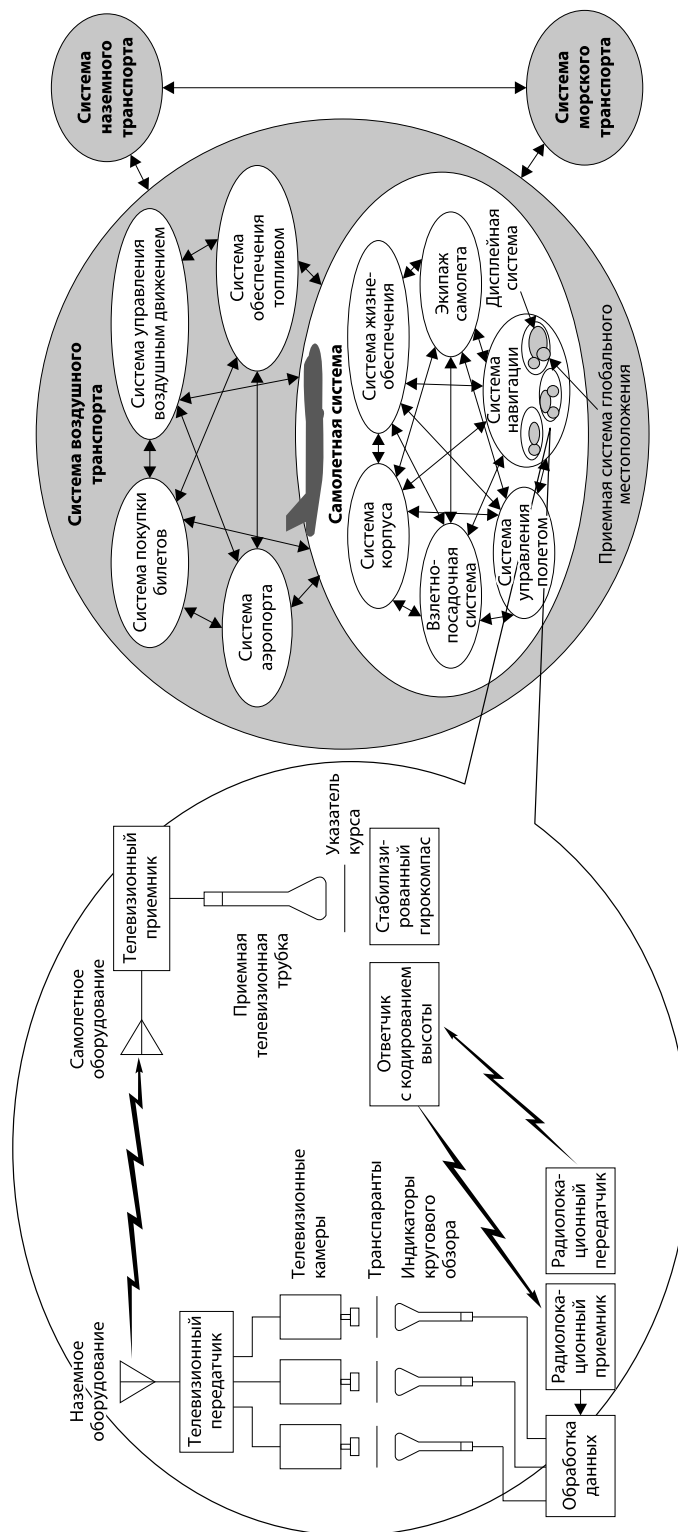 Наземное
оборудование
Самолетное
оборудование
Телевизионный
передатчик
Телевизионный
приемник
Телевизионные
камеры
Приемная
телевизионная
трубка
Транспаранты
Указатель
курса
Индикаторы
кругового
обзора
Ответчик
с кодированием
высоты
Стабилизи-
рованный
гирокомпас
Обработка
данных
Радиолока-
ционный
приемник
Радиолока-
ционный
передатчик
Система воздушного
транспорта
Система
наземного
транспорта
Система покупки
билетов
Система управления
воздушным движением
Система
аэропорта
Система
обеспечения
топливом
Самолетная система
Система
корпуса
Система жизне-
обеспечения
Взлетно-
посадочная
система
Экипаж
самолета
Система
управления
полетом
Система
навигации
Дисплейная
система
Приемная система глобального
местоположения
Система
морского
транспорта